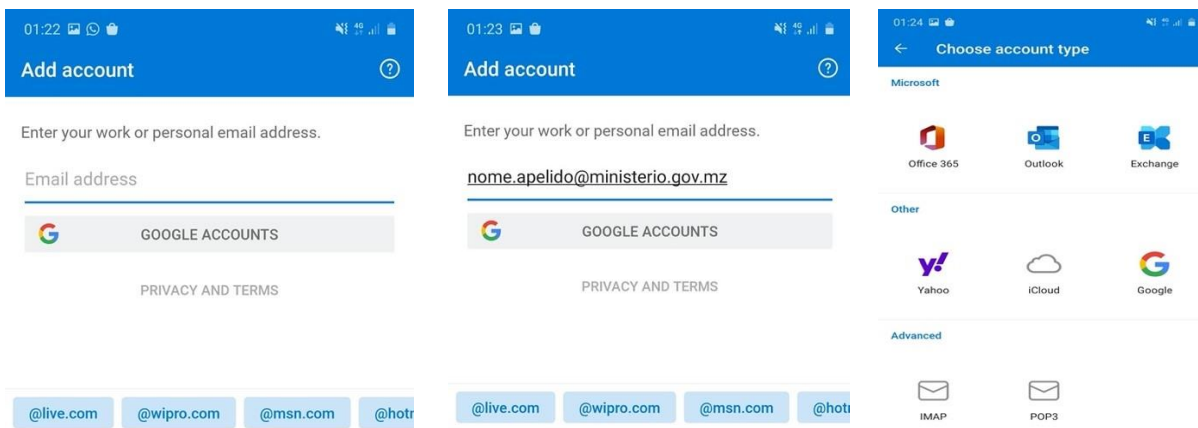 01:22
Add account
Enter your work or personal email address.
Email address
GOOGLE ACCOUNTS
PRIVACY AND TERMS
@live.com @wipro.com @msn.com @hotr
01:23
Add account
Enter your work or personal email address.
nome.apelido@ministerio.gov.mz
GOOGLE ACCOUNTS
PRIVACY AND TERMS
@live.com @wipro.com @msn.com @hotr
01:24
Choose account type
Microsoft
Office 365 Outlook Exchange
Other
Yahoo iCloud Google
Advanced
IMAP POP3